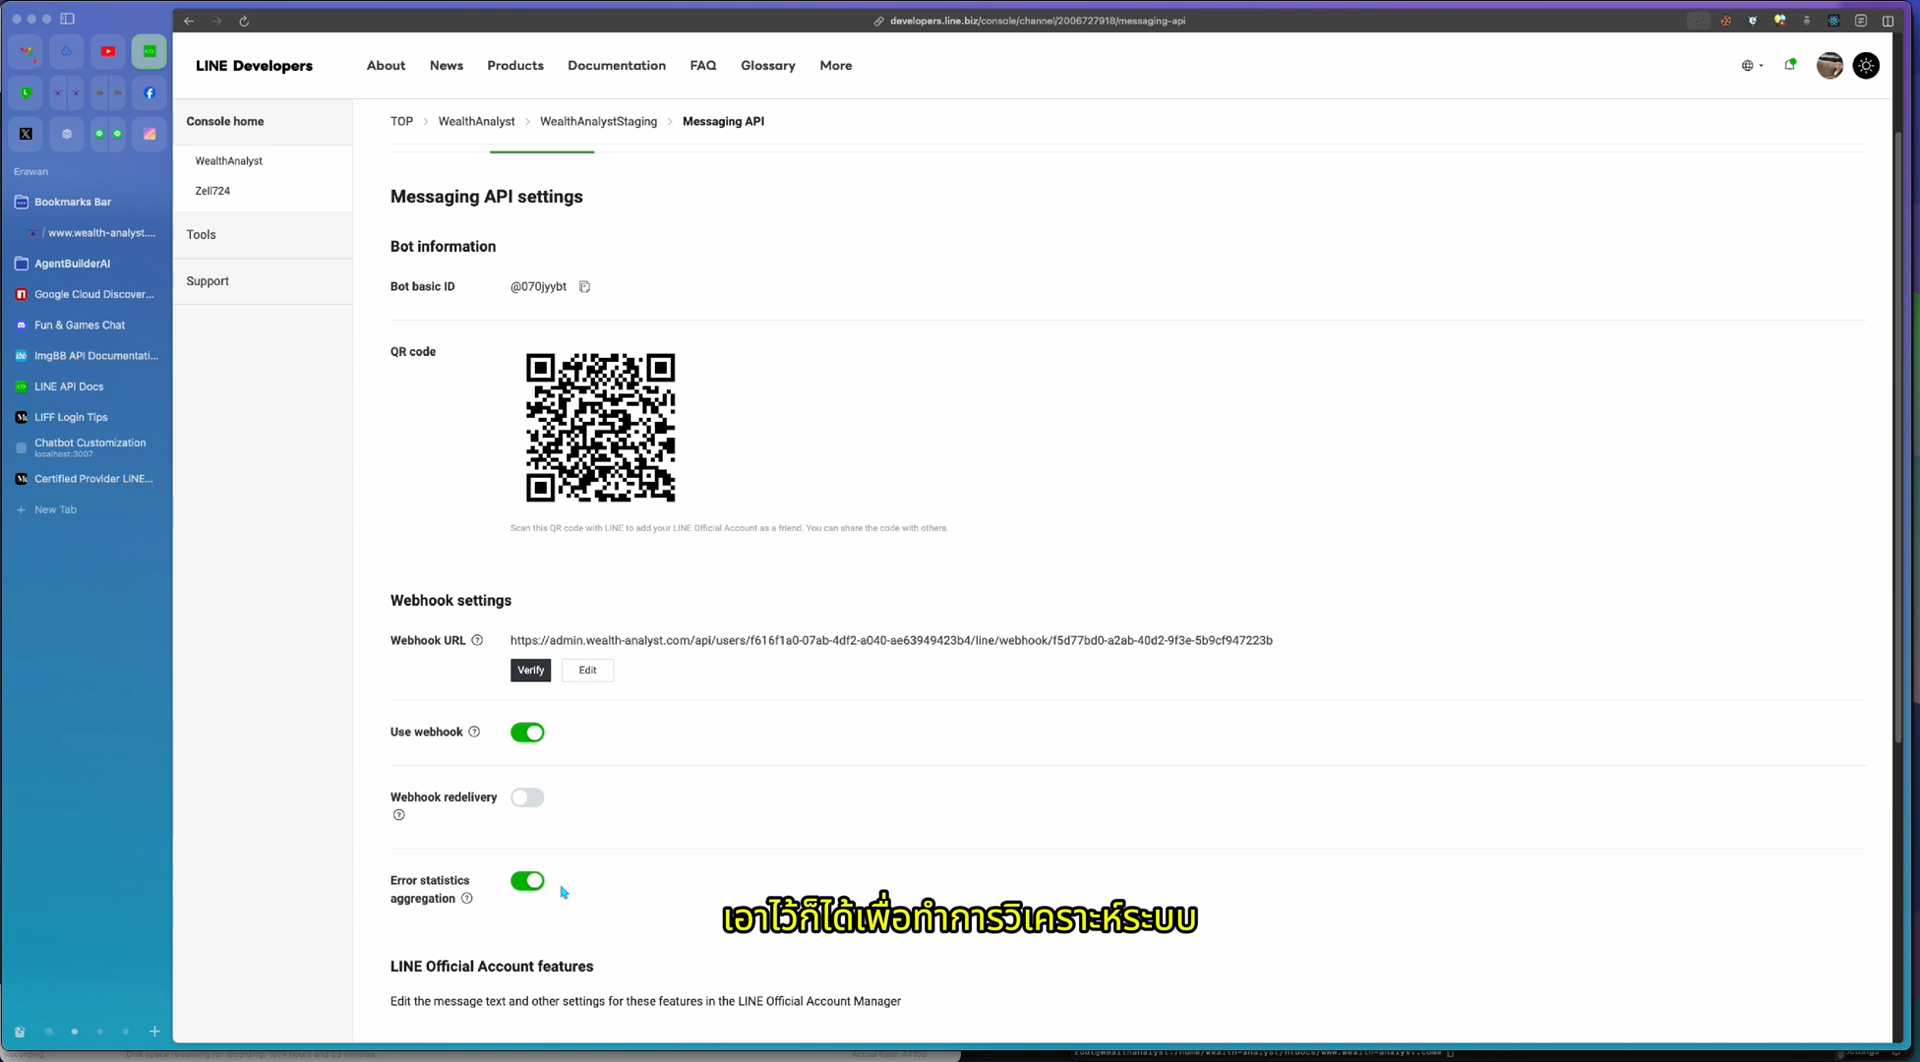 developers.line.biz/console/channel/2006727918/messaging-api
LINE Developers
About
News
Products
Documentation
FAQ
Glossary
More
Erawan
Bookmarks Bar
/ www.wealth-analyst....
AgentBuilderAI
Google Cloud Discover...
Fun & Games Chat
ImgBB API Documentati...
LINE API Docs
LIFF Login Tips
Chatbot Customization
localhost:3007
Certified Provider LINE...
New Tab
Console home
WealthAnalyst
Zell724
Tools
Support
TOP > WealthAnalyst > WealthAnalystStaging > Messaging API
Messaging API settings
Bot information
Bot basic ID
@070jyybt
QR code
Scan this QR code with LINE to add your LINE Official Account as a friend. You can share the code with others.
Webhook settings
Webhook URL
https://admin.wealth-analyst.com/api/users/f616f1a0-07ab-4df2-a040-ae63949423b4/line/webhook/f5d77bd0-a2ab-40d2-9f3e-5b9cf947223b
Verify
Edit
Use webhook
Webhook redelivery
Error statistics
aggregation
เอาไว้ก็ได้เพื่อทำการวิเคราะห์ระบบ
LINE Official Account features
Edit the message text and other settings for these features in the LINE Official Account Manager